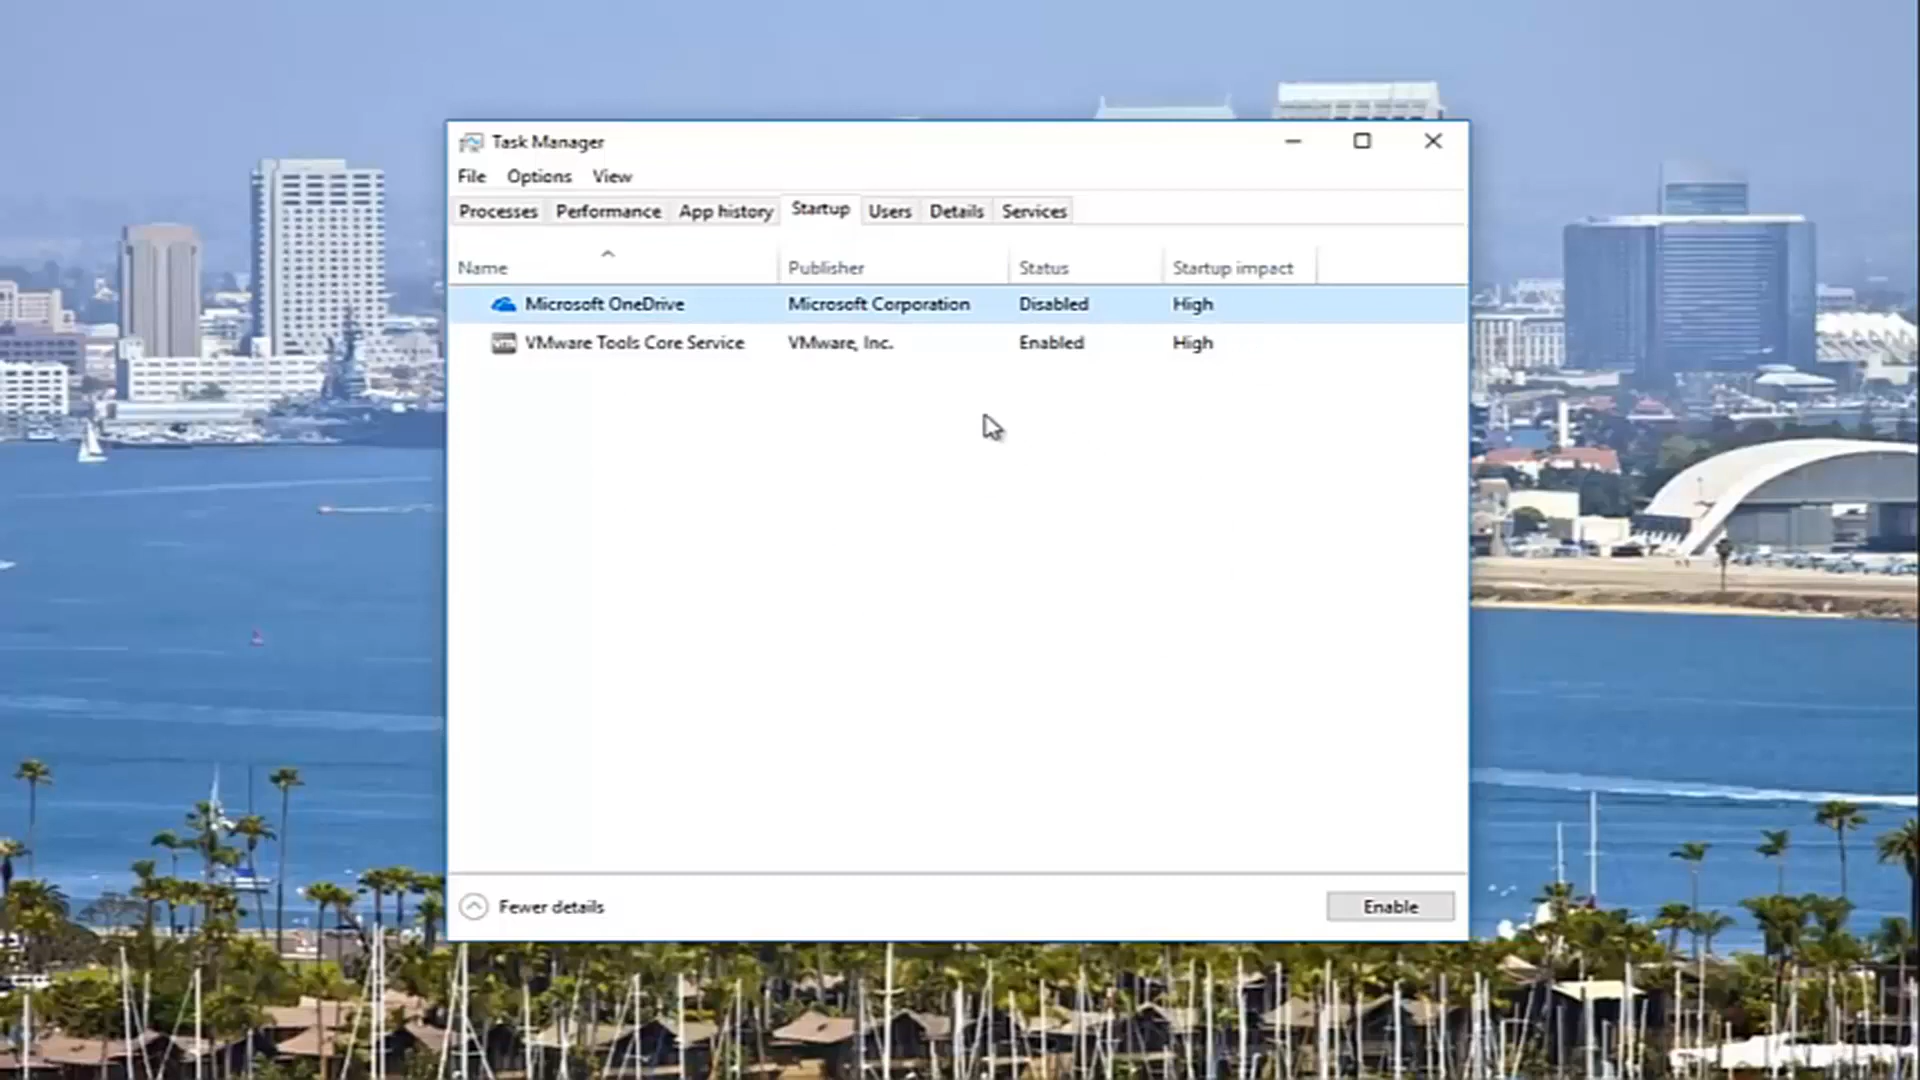 Task Manager
File Options View
Processes Performance App history Startup Users Details Services
Name Publisher Status Startup impact
Microsoft OneDrive Microsoft Corporation Disabled High
VMware Tools Core Service VMware, Inc. Enabled High
Fewer details Enable